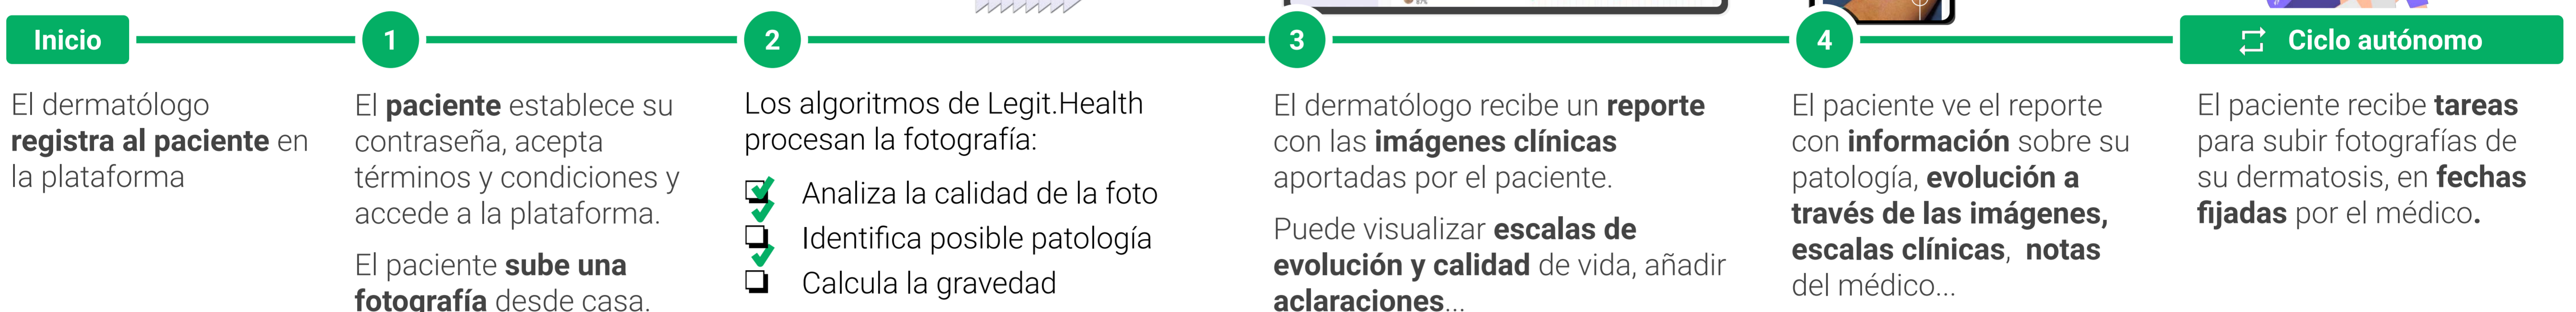 Inicio
El dermatólogo
registra al paciente en
la plataforma
1
El paciente establece su
contraseña, acepta
términos y condiciones y
accede a la plataforma.
El paciente sube una
fotografía desde casa.
2
Los algoritmos de Legit.Health
procesan la fotografía:
Analiza la calidad de la foto
Identifica posible patología
Calcula la gravedad
3
El dermatólogo recibe un reporte
con las imágenes clínicas
aportadas por el paciente.
Puede visualizar escalas de
evolución y calidad de vida, añadir
aclaraciones...
4
El paciente ve el reporte
con información sobre su
patología, evolución a
través de las imágenes,
escalas clínicas, notas
del médico...
Ciclo autónomo
El paciente recibe tareas
para subir fotografías de
su dermatosis, en fechas
fijadas por el médico.